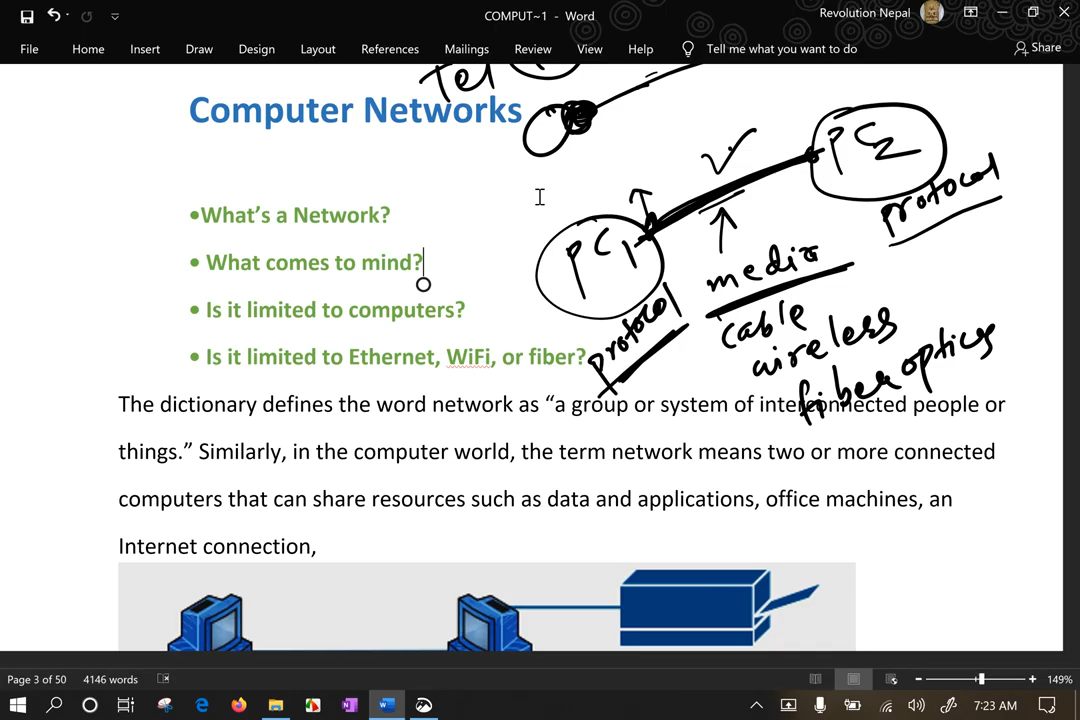 COMPUT~1 - Word
Revolution Nepal
File Home Insert Draw Design Layout References Mailings Review View Help Tell me what you want to do Share
Tel
Computer Networks
PC2
protocol
•What's a Network?
PC1
• What comes to mind?
media
protocol
• Is it limited to computers?
cable
wireless
• Is it limited to Ethernet, WiFi, or fiber?
fiber optics
The dictionary defines the word network as “a group or system of interconnected people or
things.” Similarly, in the computer world, the term network means two or more connected
computers that can share resources such as data and applications, office machines, an
Internet connection,
Page 3 of 50 4146 words 149%
7:23 AM